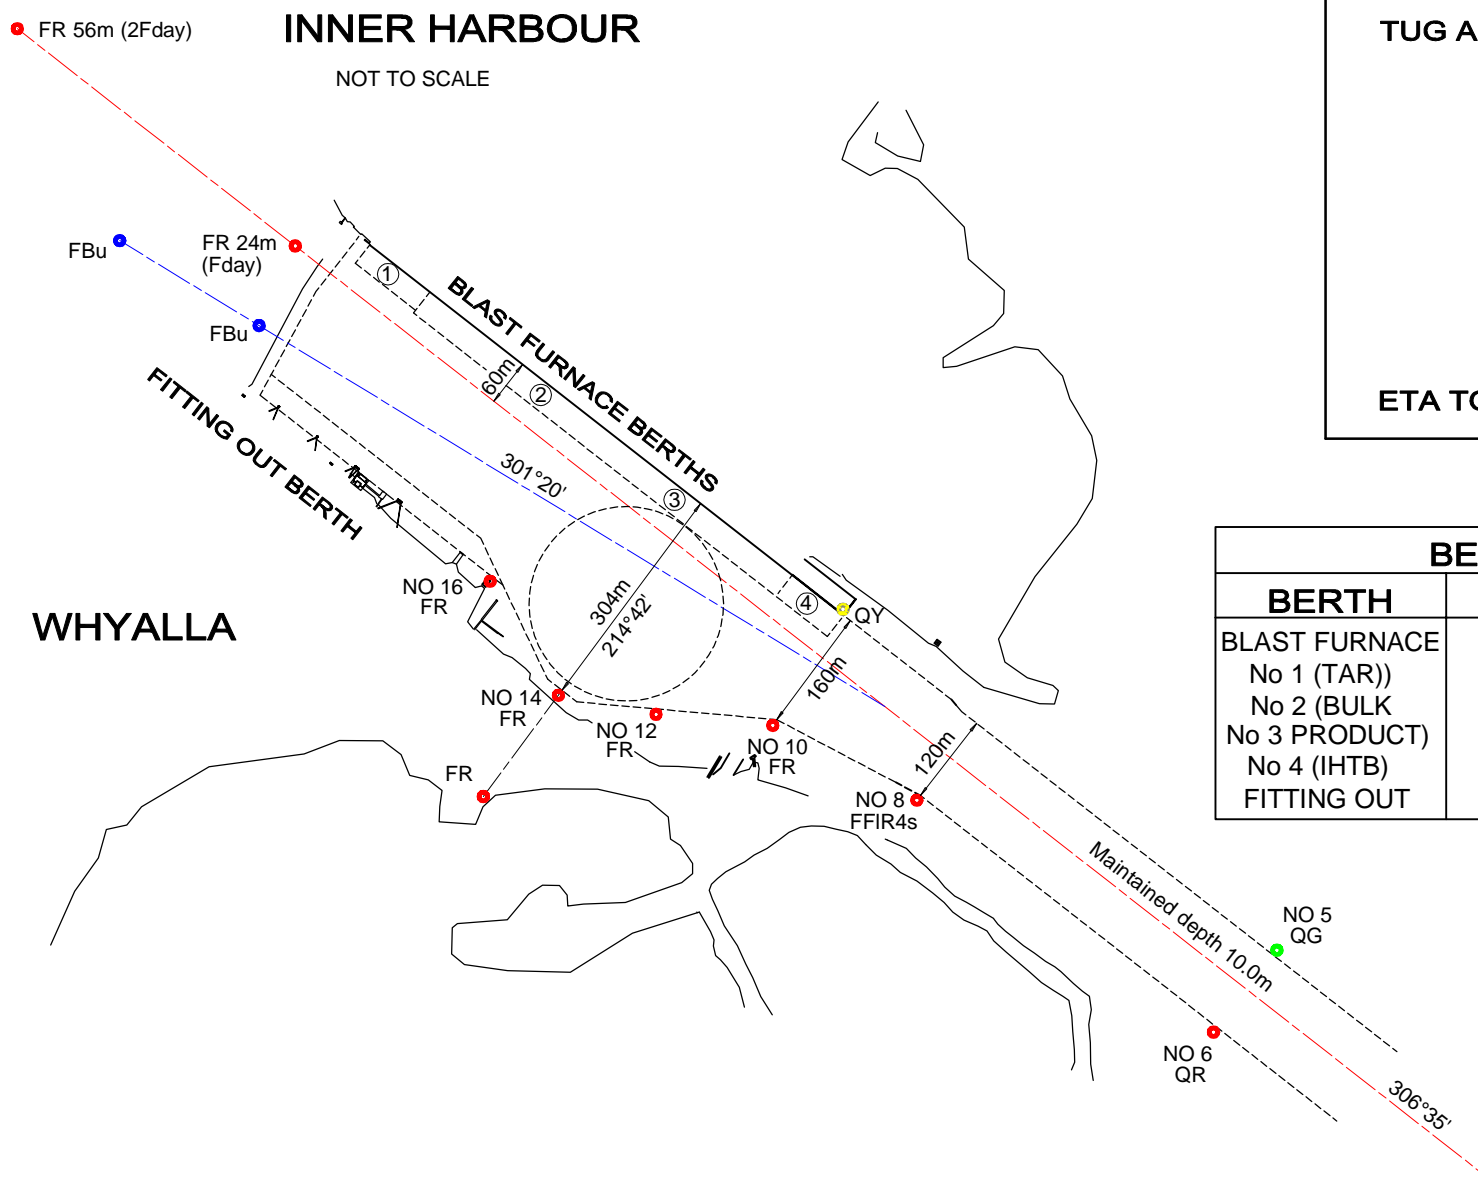 FR 56m (2Fday)
INNER HARBOUR
NOT TO SCALE
TUG A
FBu
FR 24m
(Fday)
FBu
1
BLAST FURNACE BERTHS
60m
2
FITTING OUT BERTH
301°20'
3
ETA TO
304m
214°42'
NO 16
FR
4
QY
WHYALLA
160m
NO 14
FR
NO 12
FR
NO 10
FR
120m
FR
NO 8
FFIR4s
BE
BERTH
BLAST FURNACE
No 1 (TAR))
No 2 (BULK
No 3 PRODUCT)
No 4 (IHTB)
FITTING OUT
Maintained depth 10.0m
NO 5
QG
NO 6
QR
306°35'